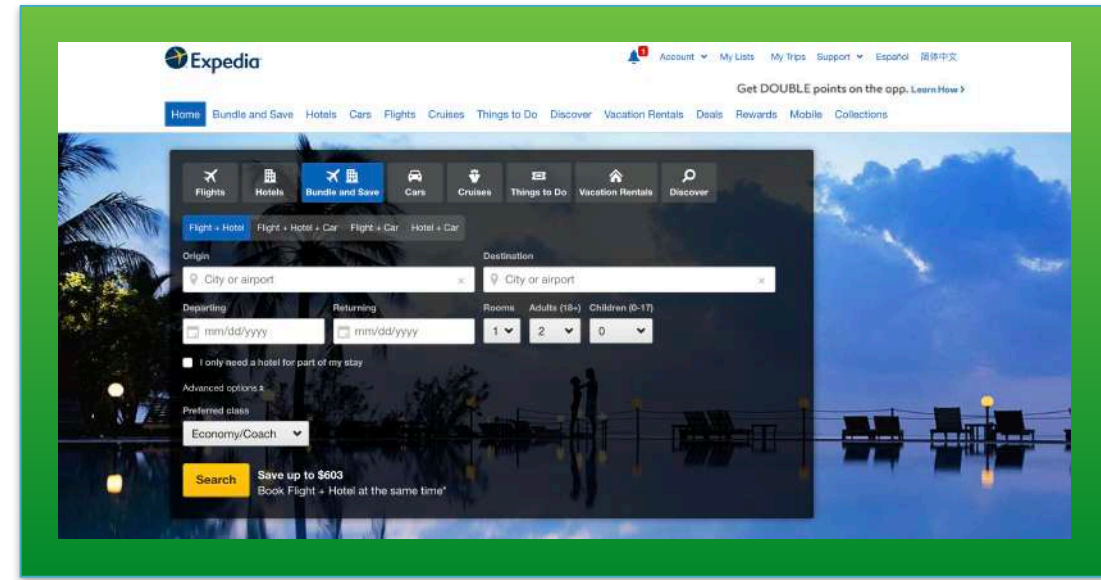 Expedia
1
Account My Lists My Trips Support Español 简体中文
Get DOUBLE points on the app. Learn How >
Home Bundle and Save Hotels Cars Flights Cruises Things to Do Discover Vacation Rentals Deals Rewards Mobile Collections
Flights Hotels Bundle and Save Cars Cruises Things to Do Vacation Rentals Discover
Flight + Hotel Flight + Hotel + Car Flight + Car Hotel + Car
Origin Destination
City or airport × City or airport ×
Departing Returning Rooms Adults (18+) Children (0-17)
mm/dd/yyyy mm/dd/yyyy 1 2 0
I only need a hotel for part of my stay
Advanced options
Preferred class
Economy/Coach
Search Save up to $603
Book Flight + Hotel at the same time*